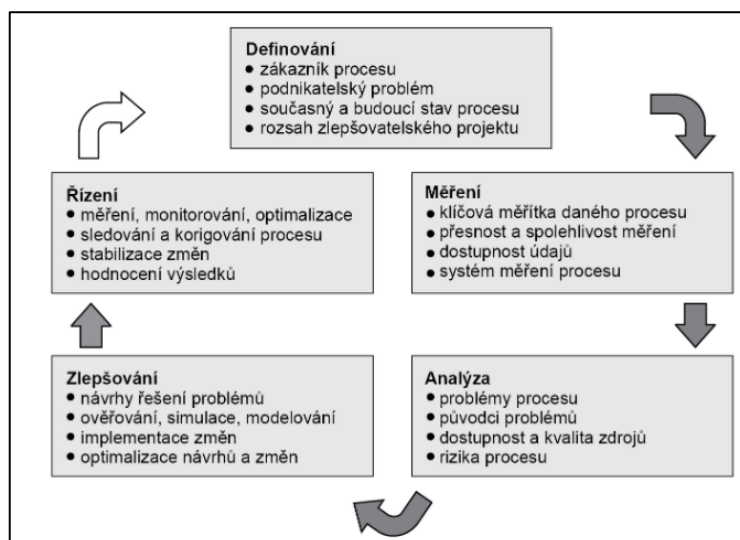 Definování
● zákazník procesu
● podnikatelský problém
● současný a budoucí stav procesu
● rozsah zlepšovatelského projektu
Řízení
● měření, monitorování, optimalizace
● sledování a korigování procesu
● stabilizace změn
● hodnocení výsledků
Měření
● klíčová měřítka daného procesu
● přesnost a spolehlivost měření
● dostupnost údajů
● systém měření procesu
Zlepšování
● návrhy řešení problémů
● ověřování, simulace, modelování
● implementace změn
● optimalizace návrhů a změn
Analýza
● problémy procesu
● původci problémů
● dostupnost a kvalita zdrojů
● rizika procesu